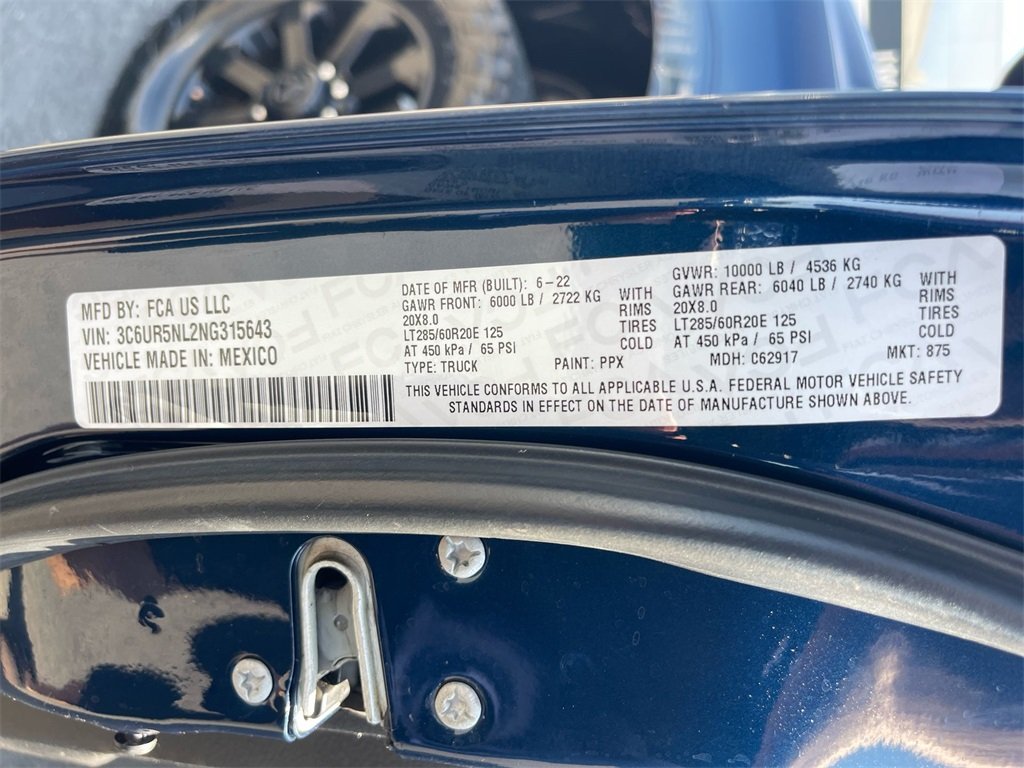 MFD BY: FCA US LLC
VIN: 3C6UR5NL2NG315643
VEHICLE MADE IN: MEXICO
DATE OF MFR (BUILT): 6-22
GAWR FRONT: 6000 LB / 2722 KG WITH
20X8.0 RIMS
LT285/60R20E 125 TIRES
AT 450 kPa / 65 PSI COLD
TYPE: TRUCK PAINT: PPX
GVWR: 10000 LB / 4536 KG
GAWR REAR: 6040 LB / 2740 KG WITH
20X8.0 RIMS
LT285/60R20E 125 TIRES
AT 450 kPa / 65 PSI COLD
MDH: C62917 MKT: 875
THIS VEHICLE CONFORMS TO ALL APPLICABLE U.S.A. FEDERAL MOTOR VEHICLE SAFETY
STANDARDS IN EFFECT ON THE DATE OF MANUFACTURE SHOWN ABOVE.